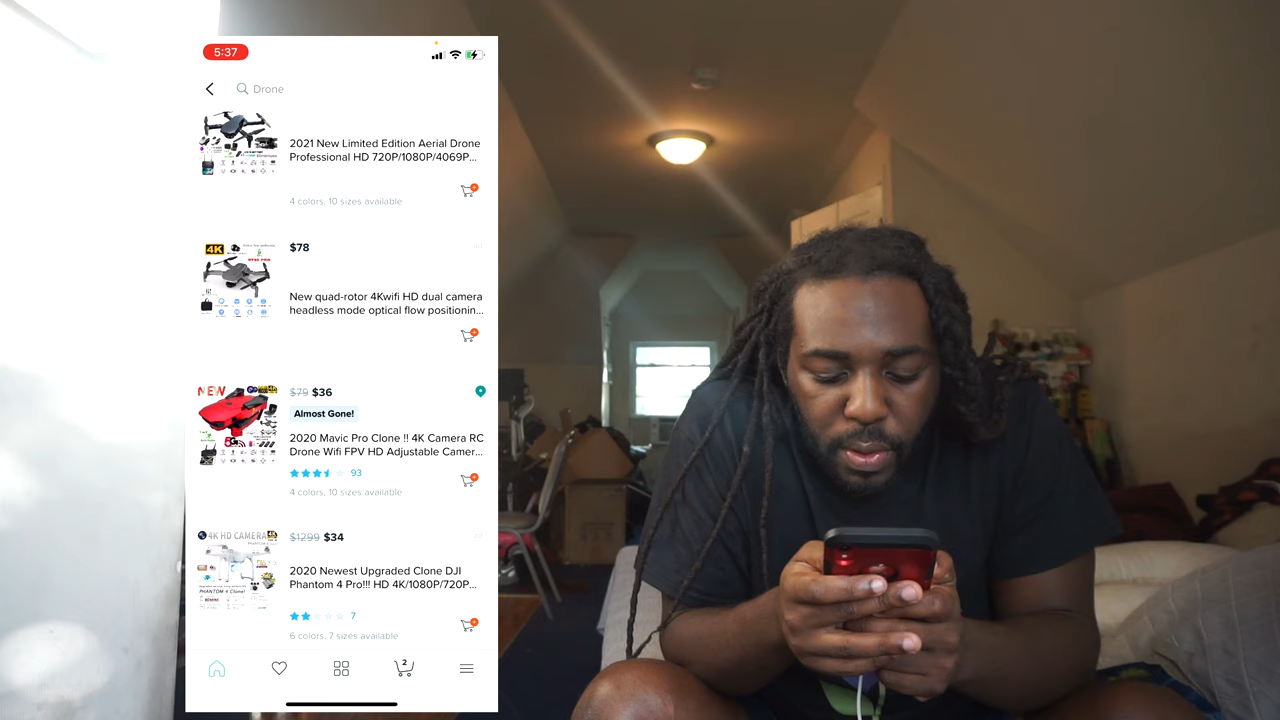 5:37
Drone
2021 New Limited Edition Aerial Drone
Professional HD 720P/1080P/4069P...
4 colors, 10 sizes available
4K
$78
New quad-rotor 4Kwifi HD dual camera
headless mode optical flow positionin...
NEW
$79 $36
Almost Gone!
2020 Mavic Pro Clone !! 4K Camera RC
Drone Wifi FPV HD Adjustable Camer...
5G
93
4 colors, 10 sizes available
4K HD CAMERA
$1299 $34
2020 Newest Upgraded Clone DJI
Phantom 4 Pro!!! HD 4K/1080P/720P...
PHANTOM 4 Clone!
7
6 colors, 7 sizes available
2